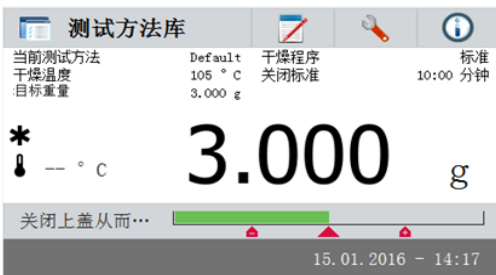 测试方法库
当前测试方法 Default 干燥程序 标准
干燥温度 105 °C 关闭标准 10:00 分钟
:目标重量 3.000 g
-- °C 3.000 g
关闭上盖从而…
15.01.2016 - 14:17